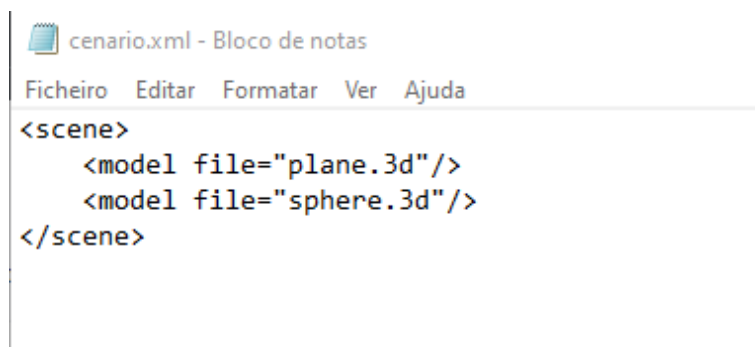 cenario.xml - Bloco de notas
Ficheiro Editar Formatar Ver Ajuda
<scene>
    <model file="plane.3d"/>
    <model file="sphere.3d"/>
</scene>